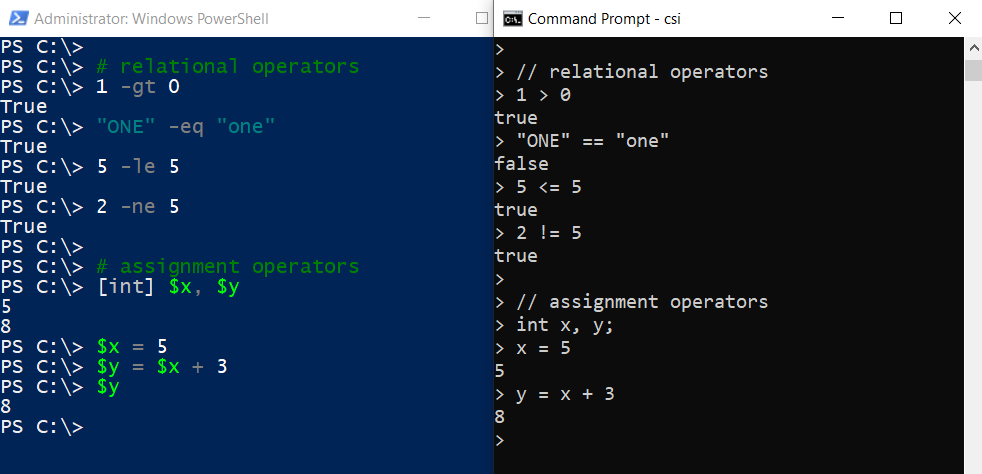 Administrator: Windows PowerShell
PS C:\>
PS C:\> # relational operators
PS C:\> 1 -gt 0
True
PS C:\> "ONE" -eq "one"
True
PS C:\> 5 -le 5
True
PS C:\> 2 -ne 5
True
PS C:\>
PS C:\> # assignment operators
PS C:\> [int] $x, $y
5
8
PS C:\> $x = 5
PS C:\> $y = $x + 3
PS C:\> $y
8
PS C:\>
Command Prompt - csi
>
> // relational operators
> 1 > 0
true
> "ONE" == "one"
false
> 5 <= 5
true
> 2 != 5
true
>
> // assignment operators
> int x, y;
> x = 5
5
> y = x + 3
8
>